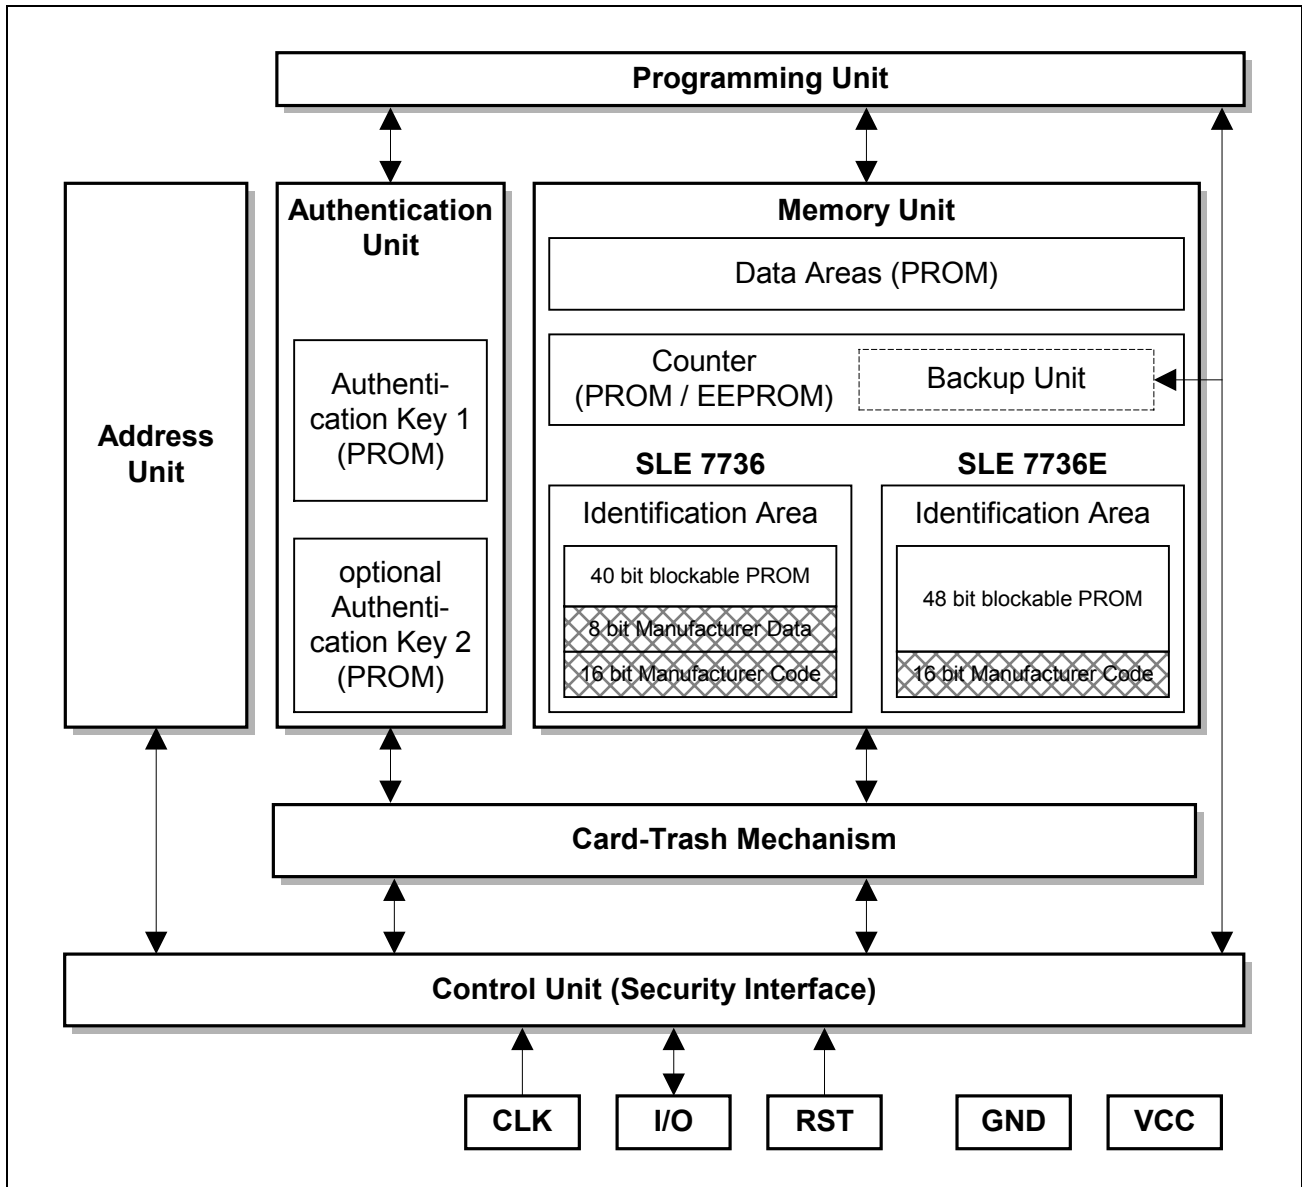 Programming Unit
Address
Unit
Authentication
Unit
Authenti-
cation Key 1
(PROM)
optional
Authenti-
cation Key 2
(PROM)
Memory Unit
Data Areas (PROM)
Counter
(PROM / EEPROM)
Backup Unit
SLE 7736
Identification Area
40 bit blockable PROM
8 bit Manufacturer Data
16 bit Manufacturer Code
SLE 7736E
Identification Area
48 bit blockable PROM
16 bit Manufacturer Code
Card-Trash Mechanism
Control Unit (Security Interface)
CLK
I/O
RST
GND
VCC